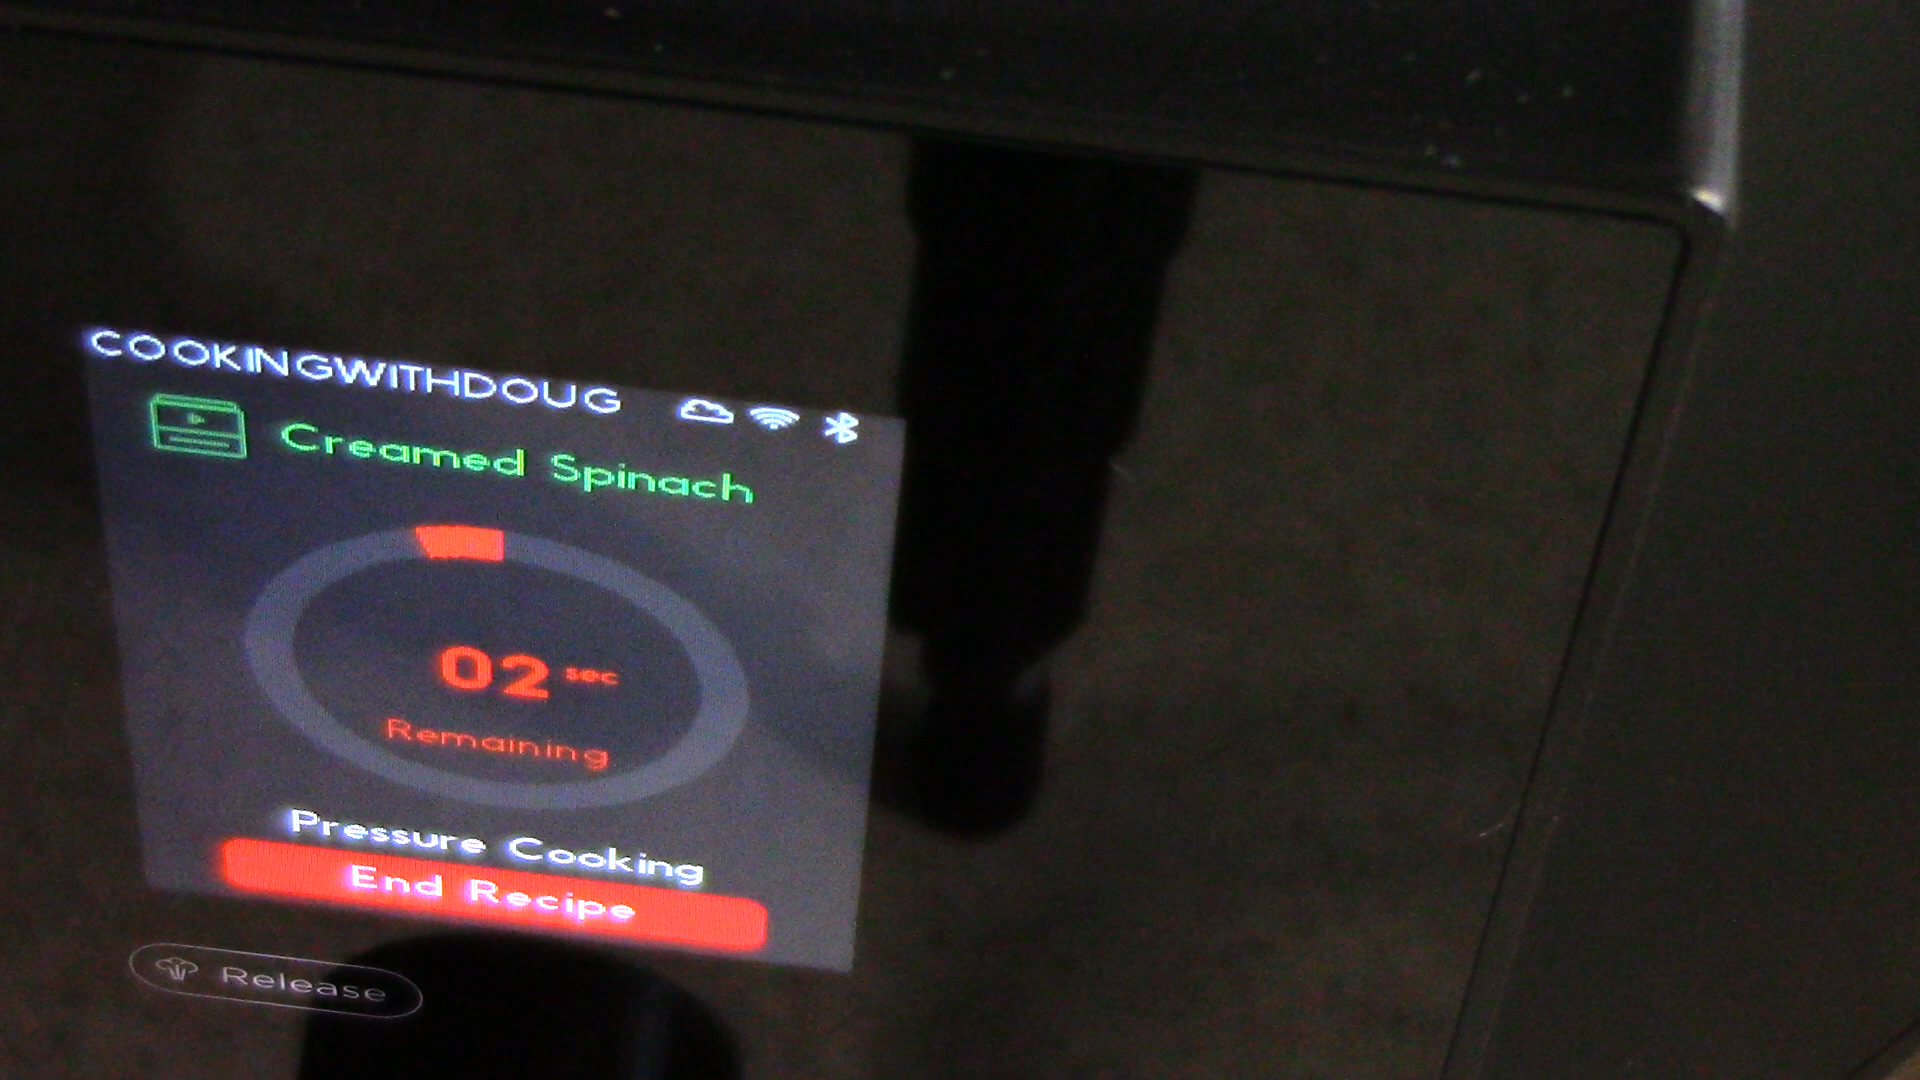 COOKINGWITHDOUG
Creamed Spinach
02 sec
Remaining
Pressure Cooking
End Recipe
Release